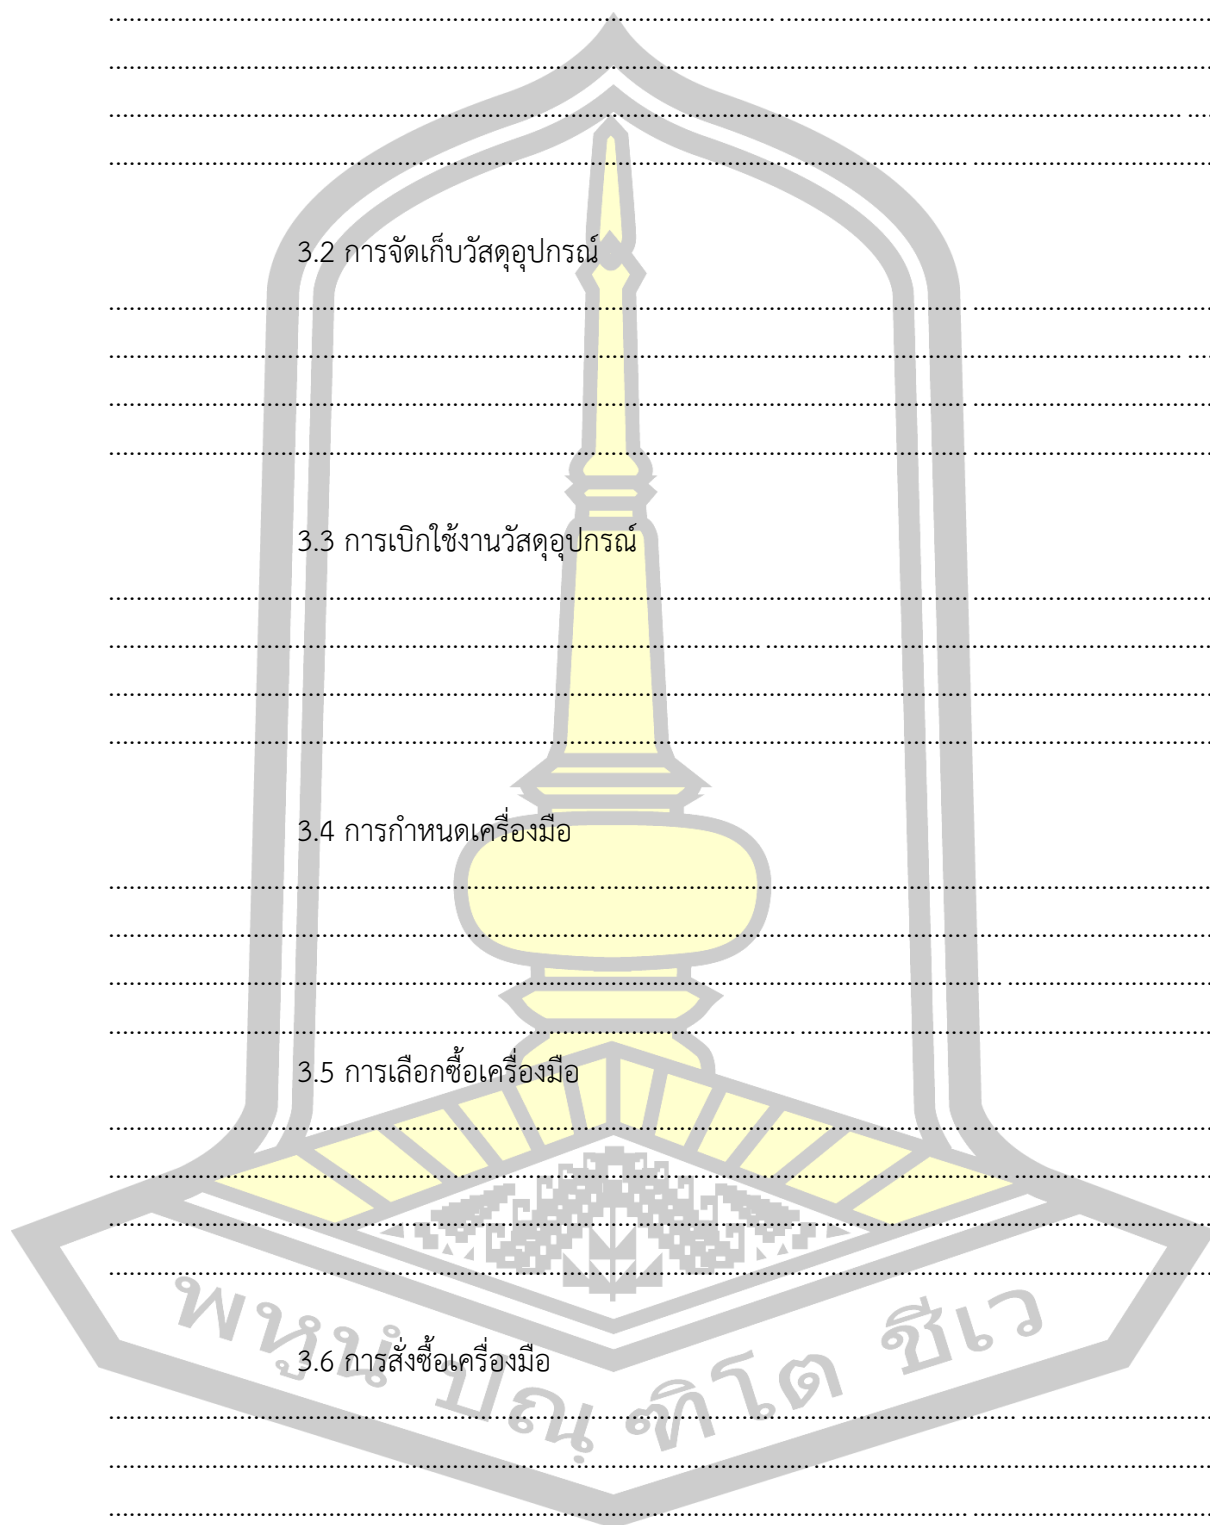 3.2 การจัดเก็บวัสดุอุปกรณ์
3.3 การเบิกใช้งานวัสดุอุปกรณ์
3.4 การกำหนดเครื่องมือ
3.5 การเลือกซื้อเครื่องมือ
3.6 การสั่งซื้อเครื่องมือ
พหูนํ ปณฺฑิโต ชีเว